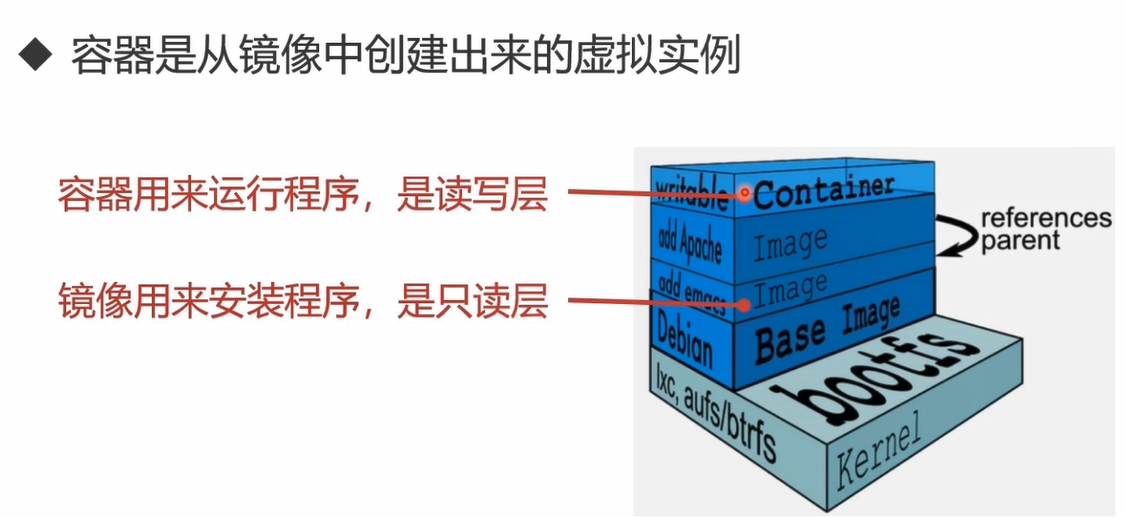 容器是从镜像中创建出来的虚拟实例
容器用来运行程序，是读写层
镜像用来安装程序，是只读层
writable Container
add Apache Image
add emacs Image
Debian Base Image
references
parent
lxc, aufs/btrfs
bootfs
Kernel